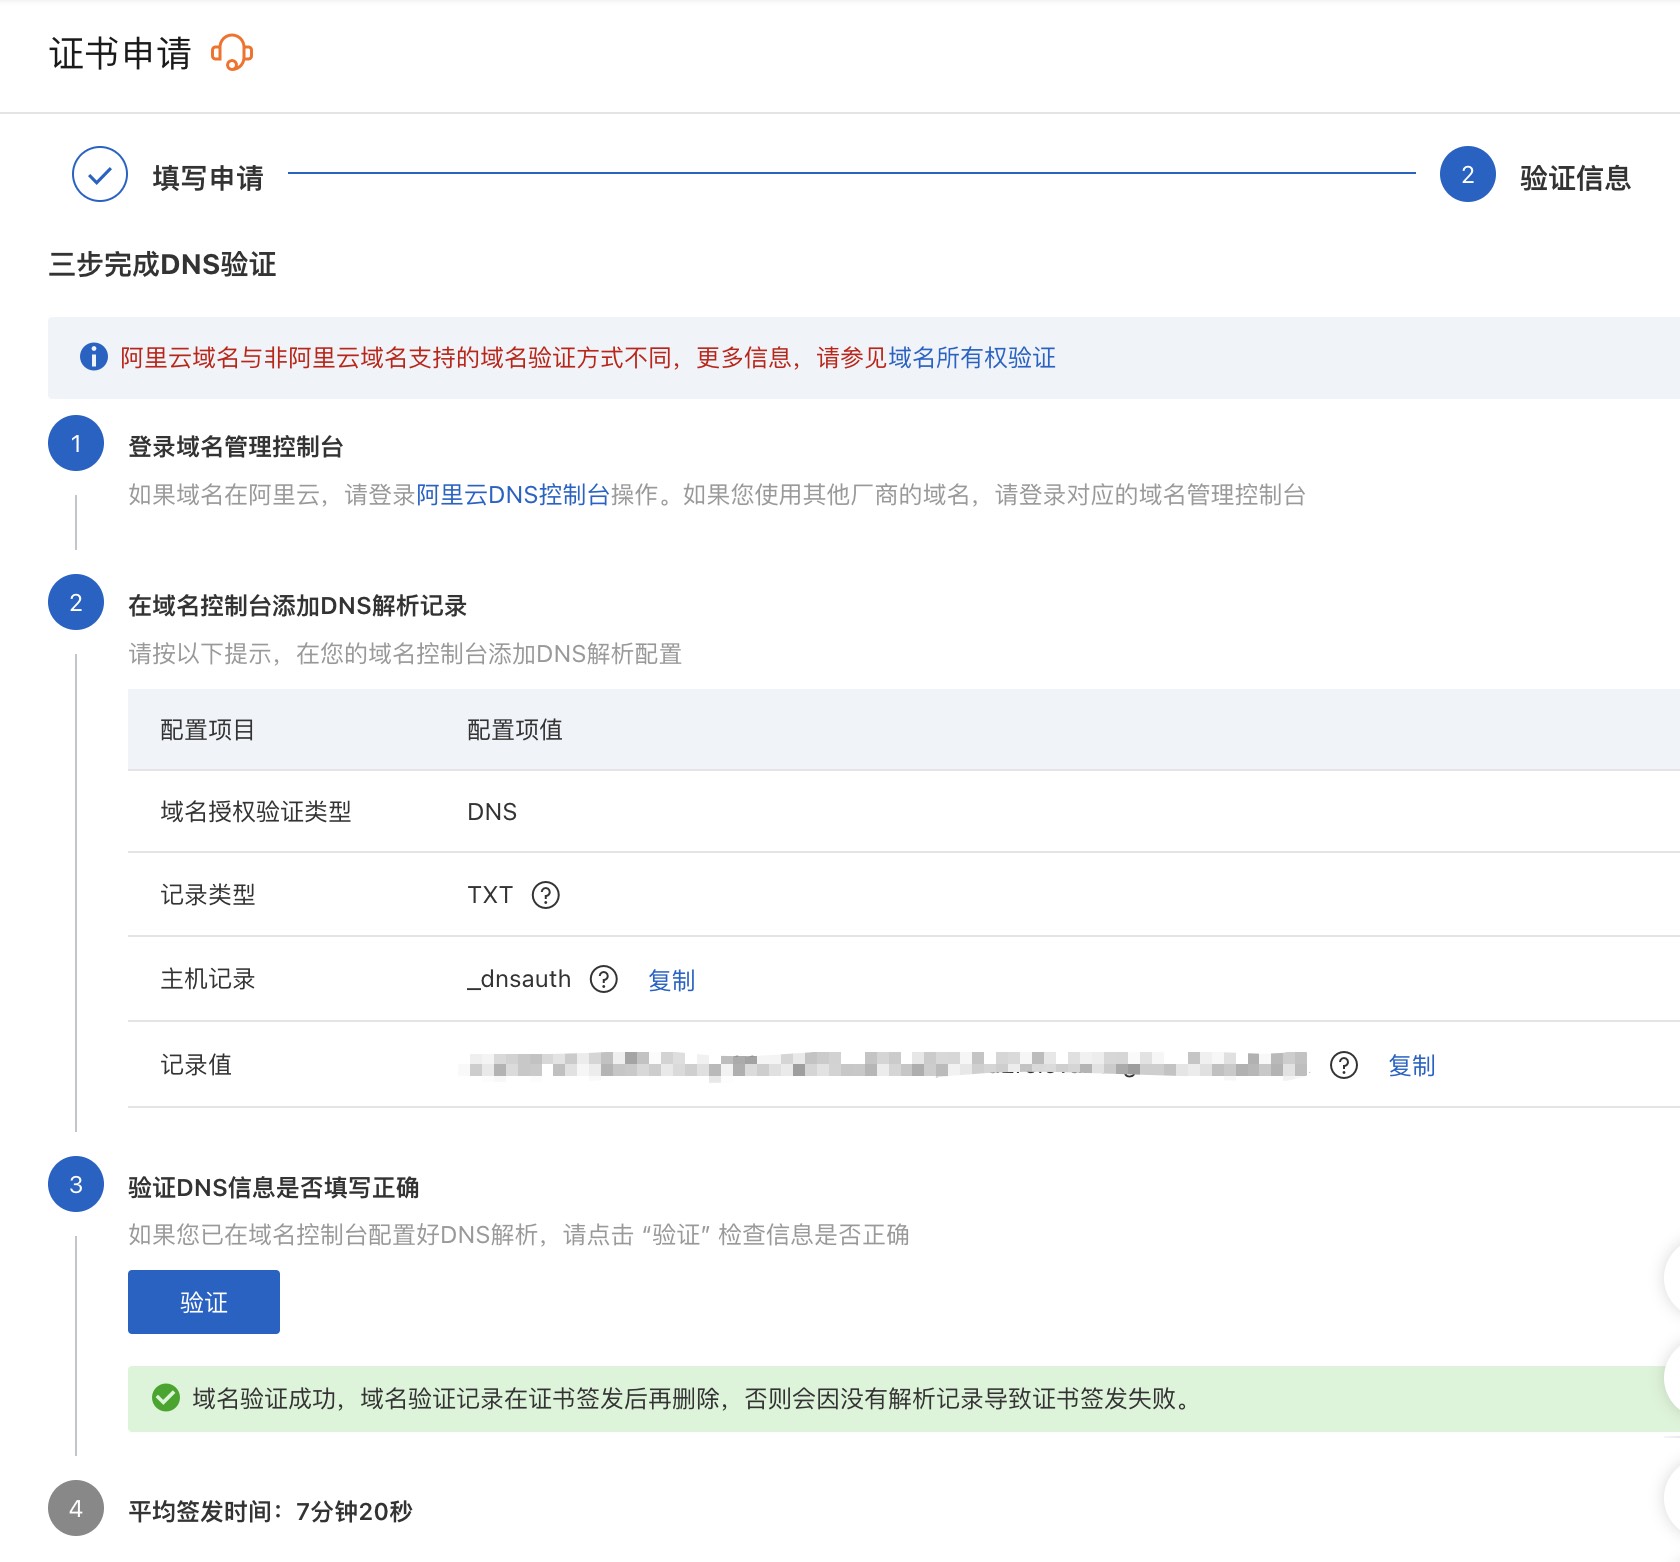 证书申请
填写申请
2 验证信息
三步完成DNS验证
阿里云域名与非阿里云域名支持的域名验证方式不同，更多信息，请参见域名所有权验证
1 登录域名管理控制台
如果域名在阿里云，请登录阿里云DNS控制台操作。如果您使用其他厂商的域名，请登录对应的域名管理控制台
2 在域名控制台添加DNS解析记录
请按以下提示，在您的域名控制台添加DNS解析配置
配置项目 配置项值
域名授权验证类型 DNS
记录类型 TXT ?
主机记录 _dnsauth ? 复制
记录值 ? 复制
3 验证DNS信息是否填写正确
如果您已在域名控制台配置好DNS解析，请点击 “验证” 检查信息是否正确
验证
域名验证成功，域名验证记录在证书签发后再删除，否则会因没有解析记录导致证书签发失败。
4 平均签发时间：7分钟20秒